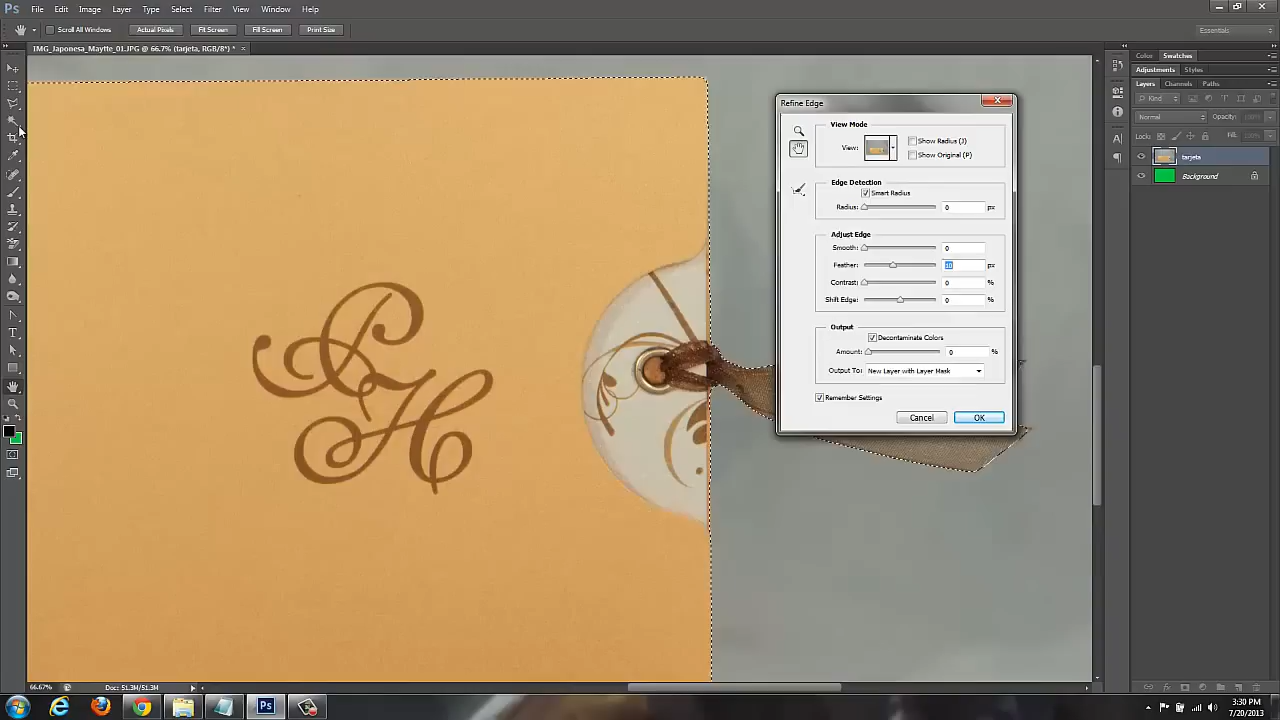 Ps File Edit Image Layer Type Select Filter View Window Help
Scroll All Windows Actual Pixels Fit Screen Fill Screen Print Size Essentials
IMG_Japonesa_Maytte_01.JPG @ 66.7% (tarjeta, RGB/8*) * ×
Color Swatches
Adjustments Styles
Layers Channels Paths
Kind
Normal Opacity:
Lock: Fill:
tarjeta
Background
Refine Edge
View Mode
View: Show Radius (J)
Show Original (P)
Edge Detection
Smart Radius
Radius: 0 px
Adjust Edge
Smooth: 0
Feather: px
Contrast: 0 %
Shift Edge: 0 %
Output
Decontaminate Colors
Amount: 0 %
Output To: New Layer with Layer Mask
Remember Settings
Cancel OK
PH
66.67% Doc: 51.3M/51.3M
Ps
3:30 PM
7/20/2013